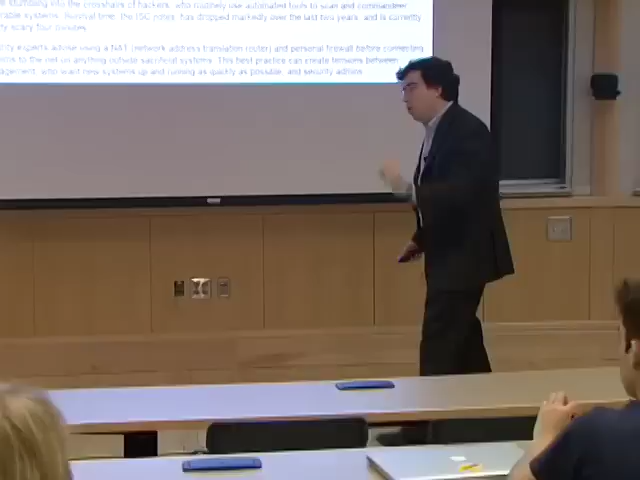 stumbling into the crosshairs of hackers, who routinely use automated tools to scan and commandeer
rable systems. Survival time, the ISC notes, has dropped markedly over the last two years, and is currently
y scary four minutes.
ity experts advise using a NAT (network address translation router) and personal firewall before connecting
to the net on anything outside sacrificial systems. This best practice can create tensions between
agement, who want new systems up and running as quickly as possible, and security admins